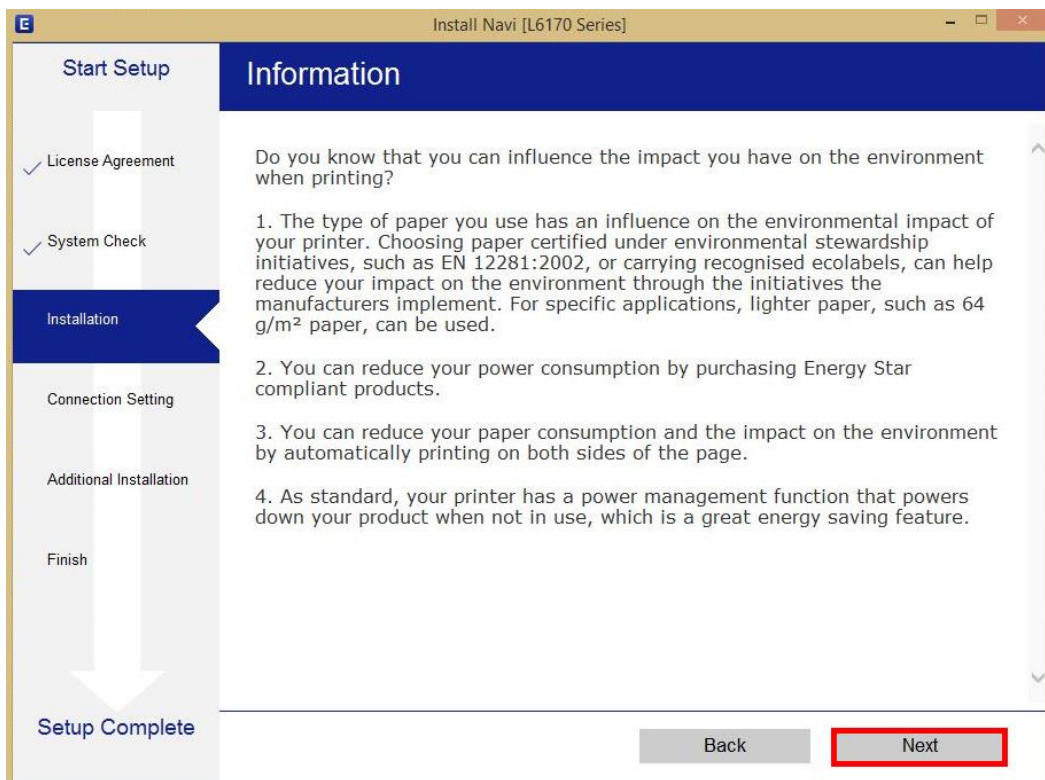 E
Install Navi [L6170 Series]
Start Setup
License Agreement
System Check
Installation
Connection Setting
Additional Installation
Finish
Setup Complete
Information
Do you know that you can influence the impact you have on the environment
when printing?
1. The type of paper you use has an influence on the environmental impact of
your printer. Choosing paper certified under environmental stewardship
initiatives, such as EN 12281:2002, or carrying recognised ecolabels, can help
reduce your impact on the environment through the initiatives the
manufacturers implement. For specific applications, lighter paper, such as 64
g/m² paper, can be used.
2. You can reduce your power consumption by purchasing Energy Star
compliant products.
3. You can reduce your paper consumption and the impact on the environment
by automatically printing on both sides of the page.
4. As standard, your printer has a power management function that powers
down your product when not in use, which is a great energy saving feature.
Back
Next